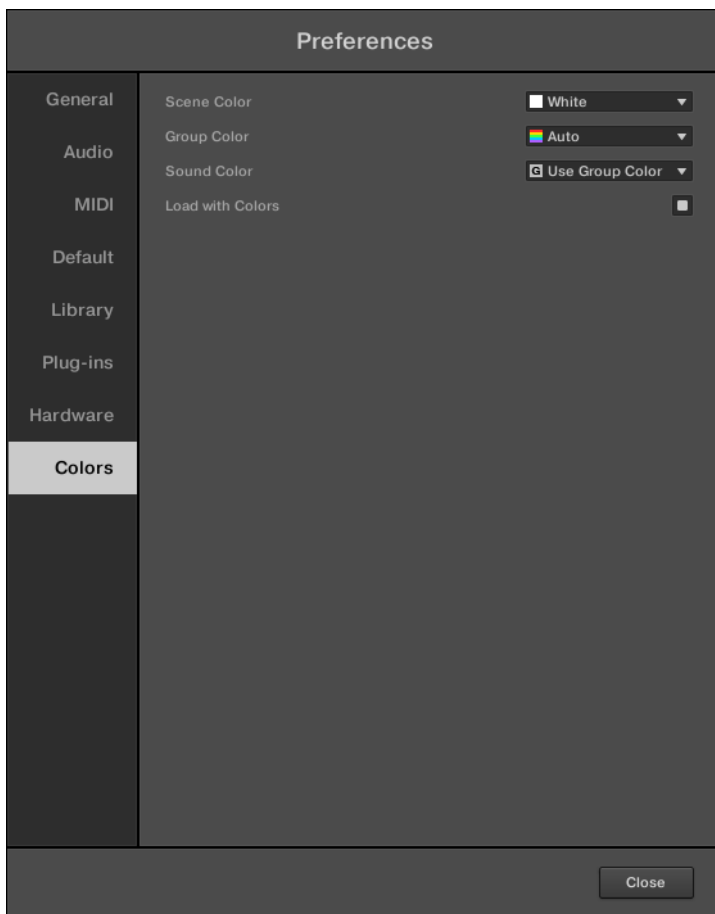 Preferences
General
Audio
MIDI
Default
Library
Plug-ins
Hardware
Colors
Scene Color White
Group Color Auto
Sound Color G Use Group Color
Load with Colors
Close